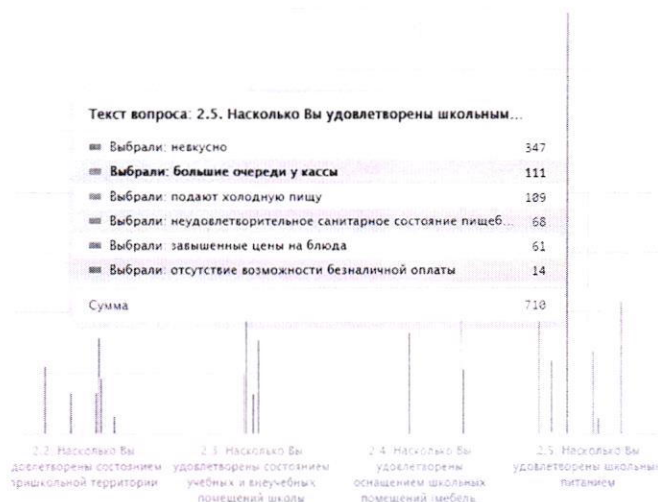 Текст вопроса: 2.5. Насколько Вы удовлетворены школьным...
Выбрали: невкусно 347
Выбрали: большие очереди у кассы 111
Выбрали: подают холодную пищу 109
Выбрали: неудовлетворительное санитарное состояние пищеб... 68
Выбрали: завышенные цены на блюда 61
Выбрали: отсутствие возможности безналичной оплаты 14
Сумма 710
2.2. Насколько Вы
довлетворены состоянием
пришкольной территории
2.3. Насколько Вы
удовлетворены состоянием
учебных и внеучебных
помещений школы
2.4. Насколько Вы
удовлетворены
оснащением школьных
помещений (мебель,
2.5. Насколько Вы
удовлетворены школьны
питанием